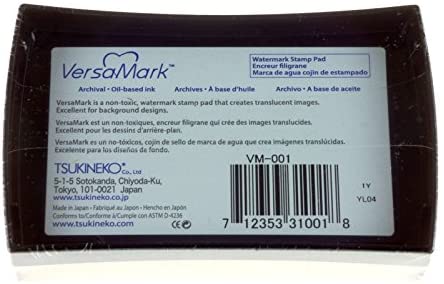 VersaMark™
Watermark Stamp Pad
Encreur filigrane
Marca de agua cojin de estampado
Archival • Oil-based ink Archives • À base d'huile Archivo • A base de aceite
VersaMark is a non-toxic, watermark stamp pad that creates translucent images.
Excellent for background designs.
VersaMark est un non-toxiques, encreur filigrane qui crée des images translucide.
Excellent pour les dessins d'arrière-plan.
VersaMark es un no-tóxicos, cojín de sello de marca de agua que crea imágenes translúcidas.
Excelente para los diseños de fondo.
TSUKINEKO® Co., Ltd
5-1-5 Sotokanda, Chiyoda-Ku,
Tokyo, 101-0021 Japan
www.tsukineko.co.jp
Made in Japan • Fabriqué au Japon • Hecho en Japón
Conforms to/Conforme à/Cumple con ASTM D-4236
www.tsukineko.com
VM-001
7 12353 31001 8
1Y
YL04